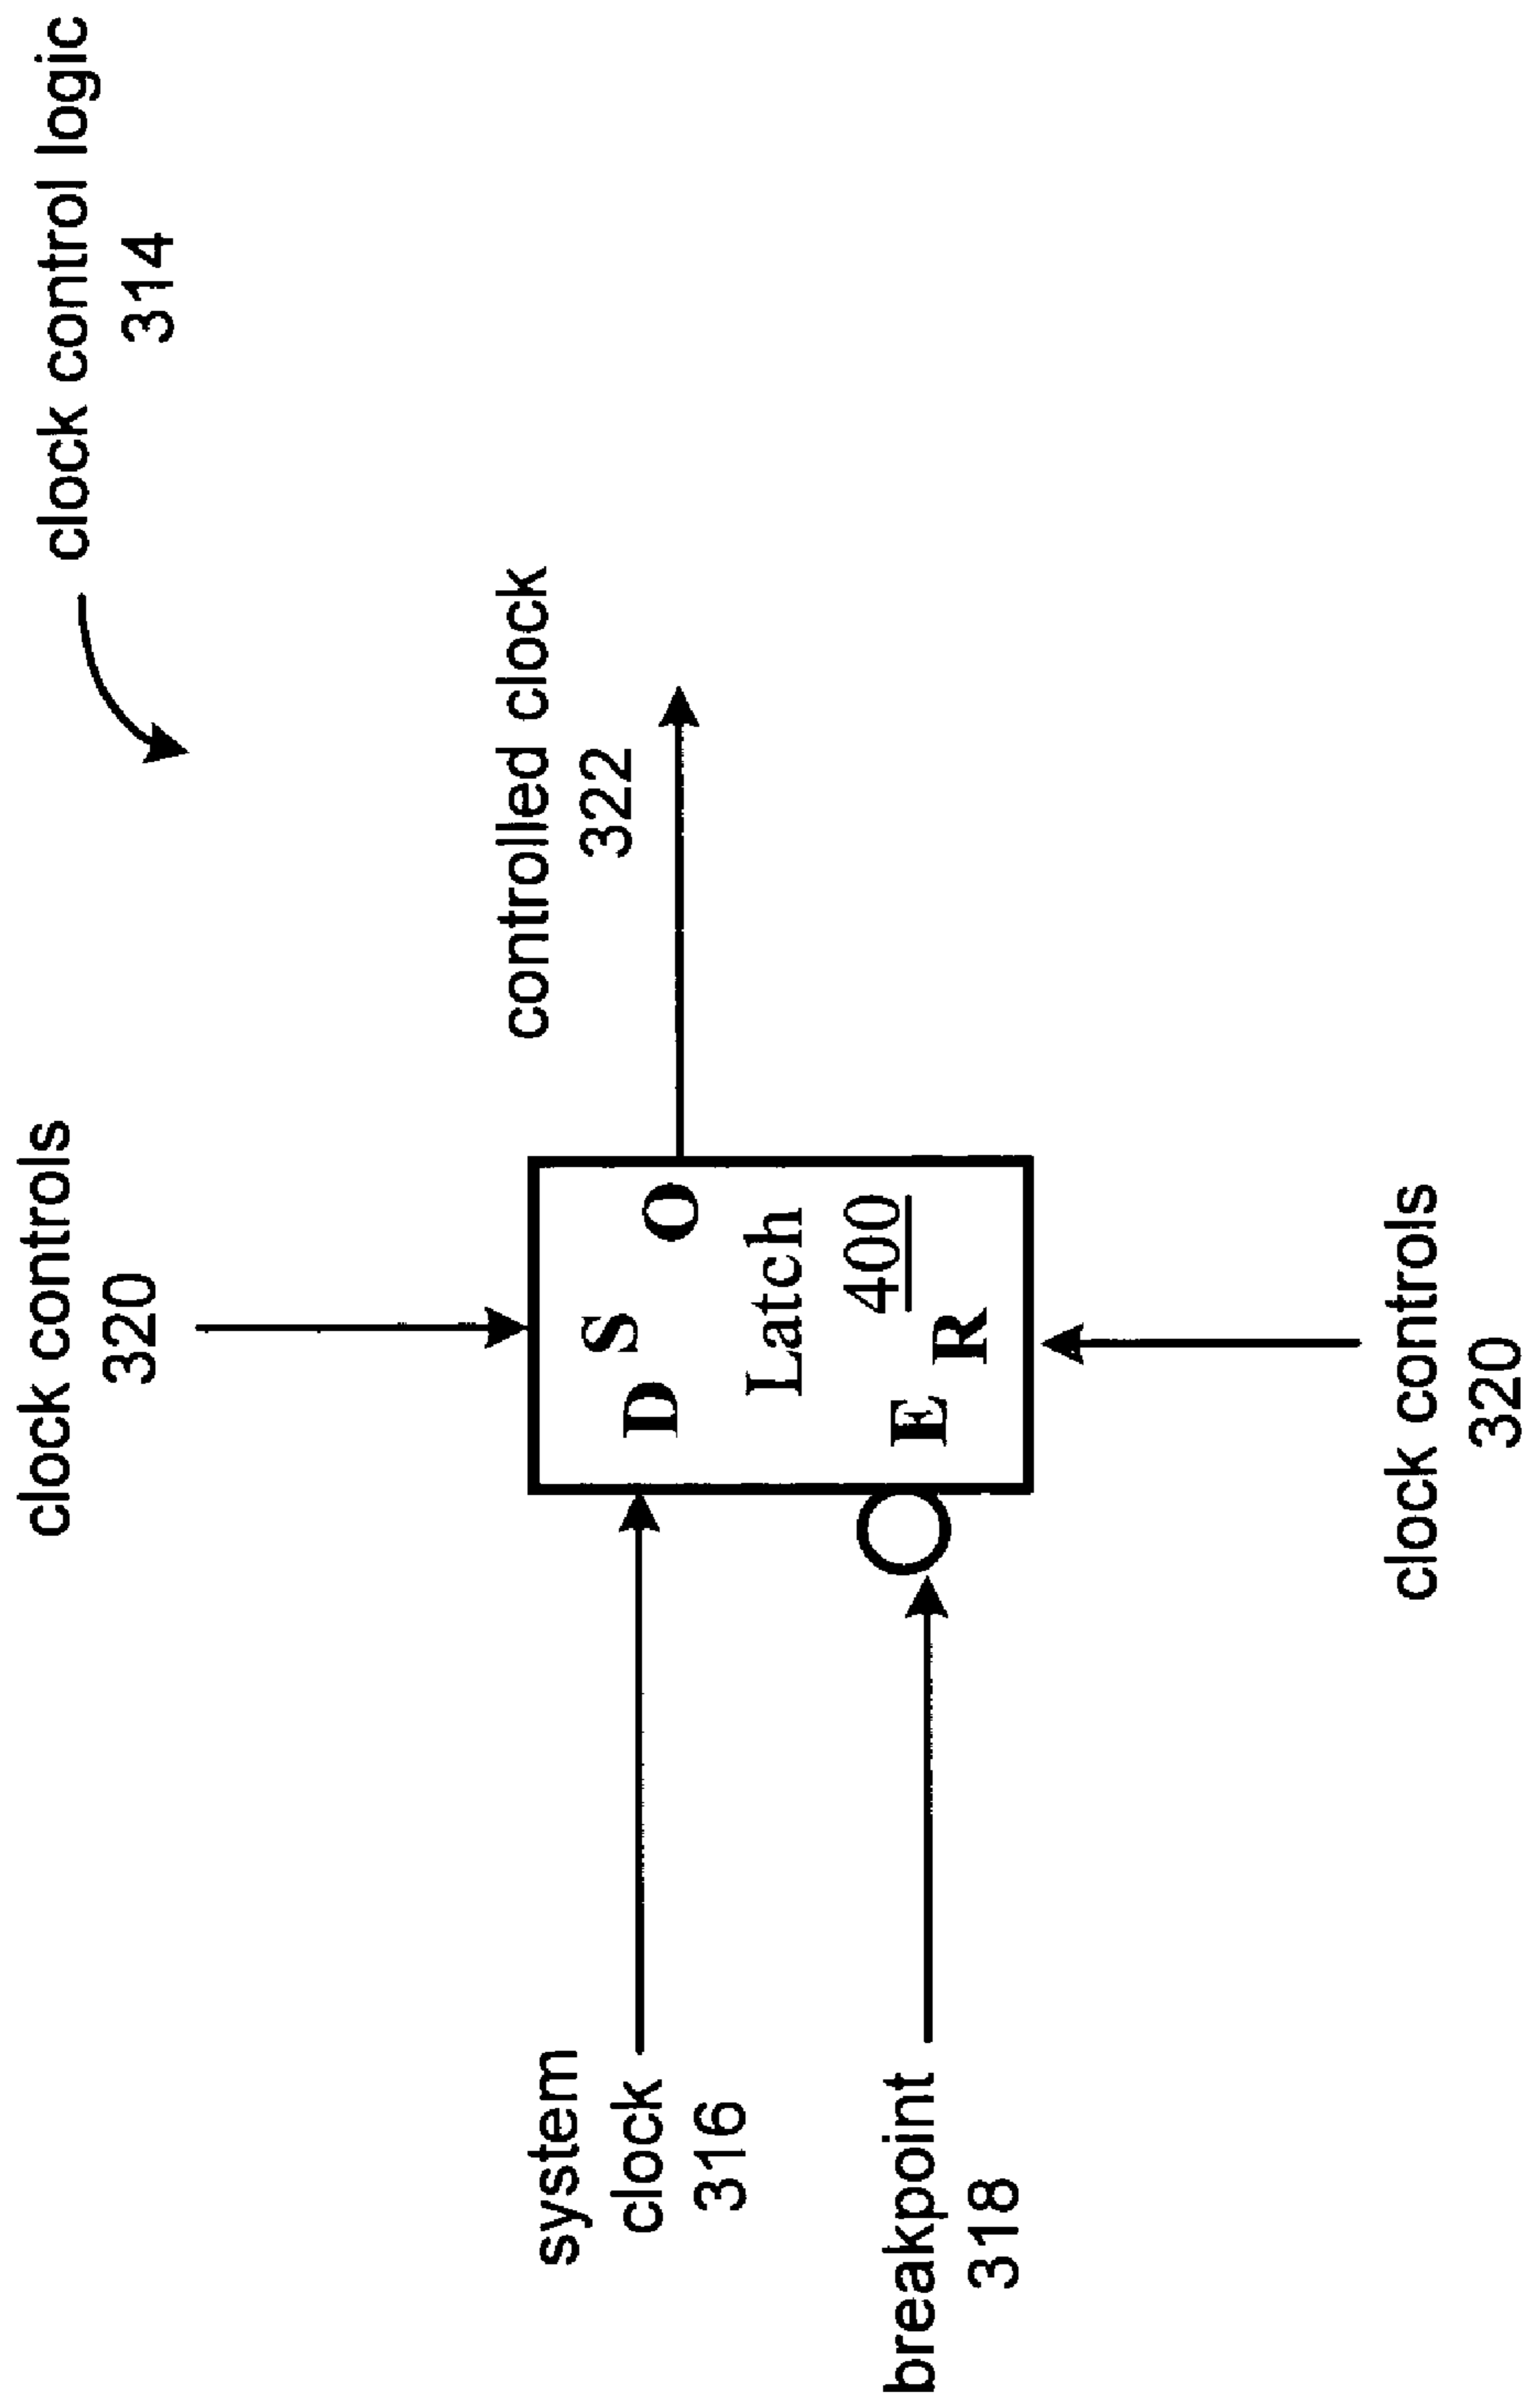 clock control logic
314
clock controls
320
controlled clock
322
system
clock
316
breakpoint
318
D
S
O
Latch
400
E
R
clock controls
320